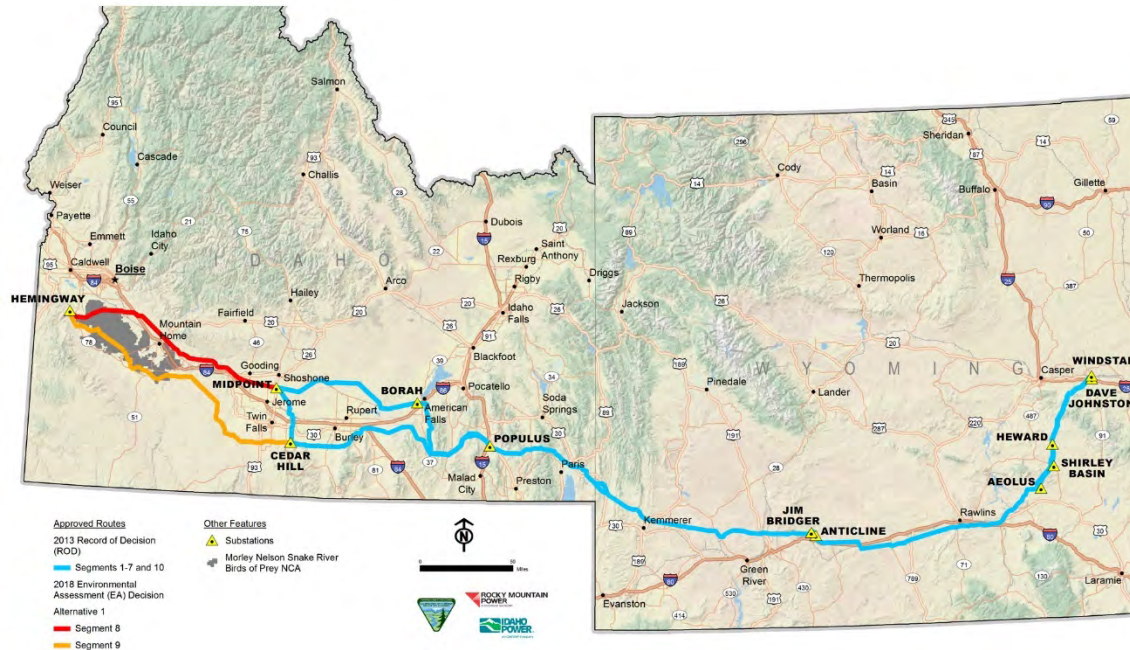 Salmon
Council
Cascade
Challis
Weiser
Payette
Emmett
Idaho
City
Caldwell
Boise
IDAHO
Dubois
Saint
Anthony
Rexburg
Rigby
Driggs
Arco
Idaho
Falls
Hailey
Fairfield
Mountain
Home
HEMINGWAY
Gooding
Shoshone
MIDPOINT
Jerome
Twin
Falls
Rupert
Burley
CEDAR
HILL
BORAH
American
Falls
Blackfoot
Pocatello
Soda
Springs
POPULUS
Malad
City
Preston
Paris
Sheridan
Cody
Basin
Buffalo
Gillette
Worland
Thermopolis
Jackson
WYOMING
Pinedale
Lander
Casper
WINDSTAR
DAVE
JOHNSTON
HEWARD
SHIRLEY
BASIN
AEOLUS
Rawlins
JIM
BRIDGER
ANTICLINE
Kemmerer
Green
River
Evanston
Laramie
Approved Routes
2013 Record of Decision
(ROD)
Segments 1-7 and 10
2018 Environmental
Assessment (EA) Decision
Alternative 1
Segment 8
Segment 9
Other Features
Substations
Morley Nelson Snake River
Birds of Prey NCA
N
0
50
Miles
ROCKY MOUNTAIN
POWER
IDAHO
POWER